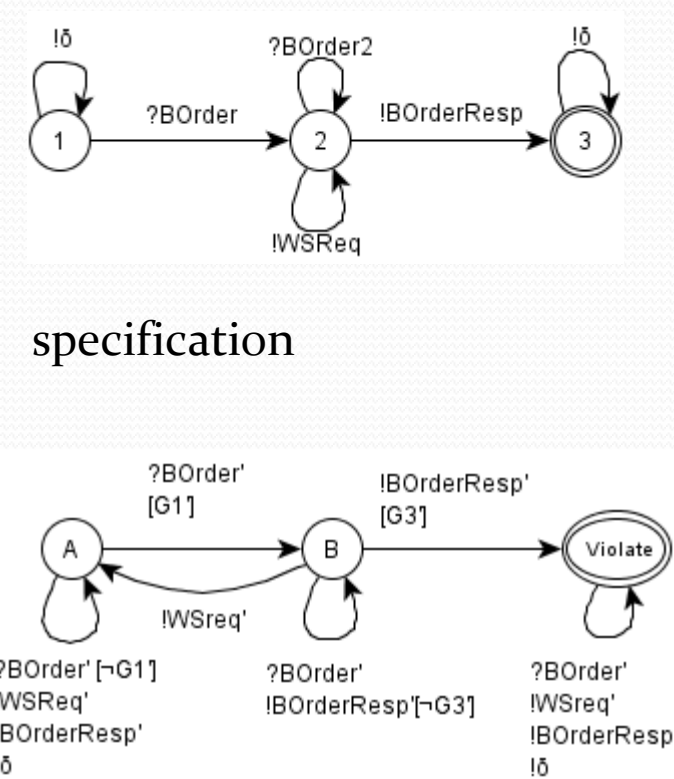 !δ
?BOrder2
!δ
?BOrder
!BOrderResp
1
2
3
!WSReq
specification
?BOrder'
[G1']
!BOrderResp'
[G3']
A
B
Violate
!WSreq'
?BOrder' [¬G1']
WSReq'
BOrderResp'
δ
?BOrder'
!BOrderResp'[¬G3']
?BOrder'
!WSreq'
!BOrderResp
!δ